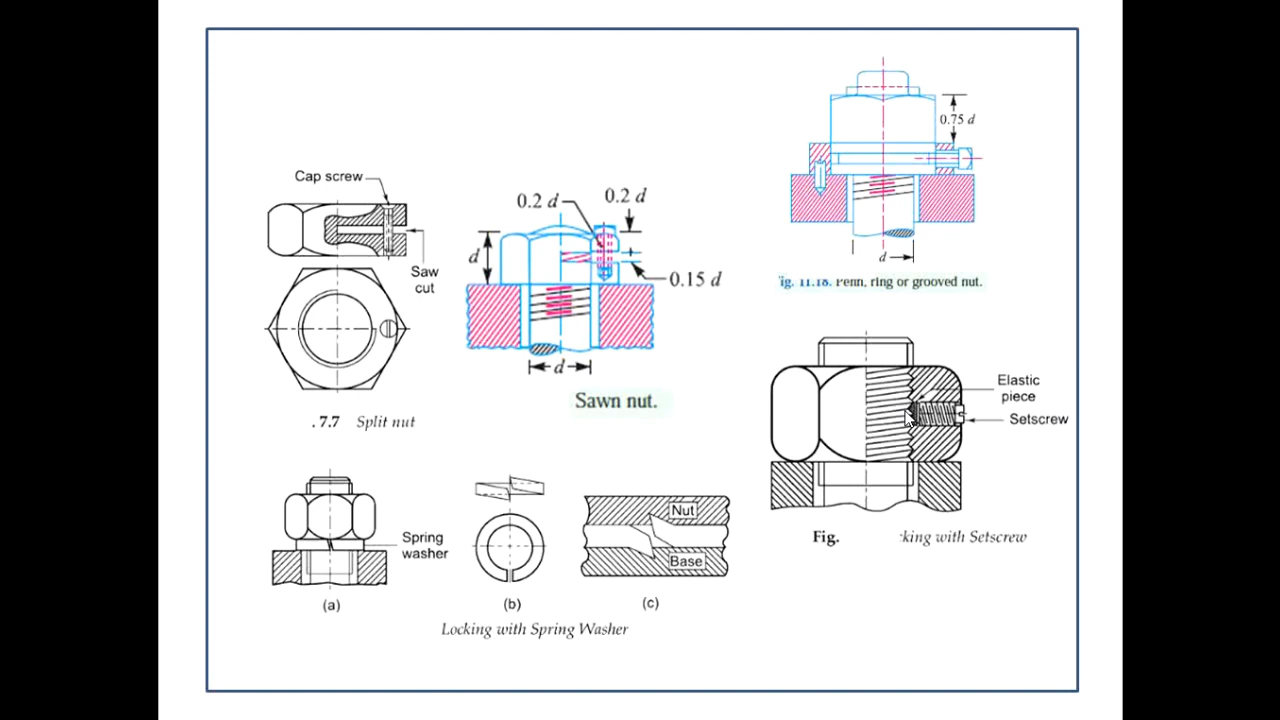 Cap screw
Saw
cut
. 7.7 Split nut
0.2 d
0.2 d
d
0.15 d
d
Sawn nut.
0.75 d
d
ig. 11.18. Penn, ring or grooved nut.
Elastic
piece
Setscrew
Fig. king with Setscrew
Spring
washer
Nut
Base
(a) (b) (c)
Locking with Spring Washer